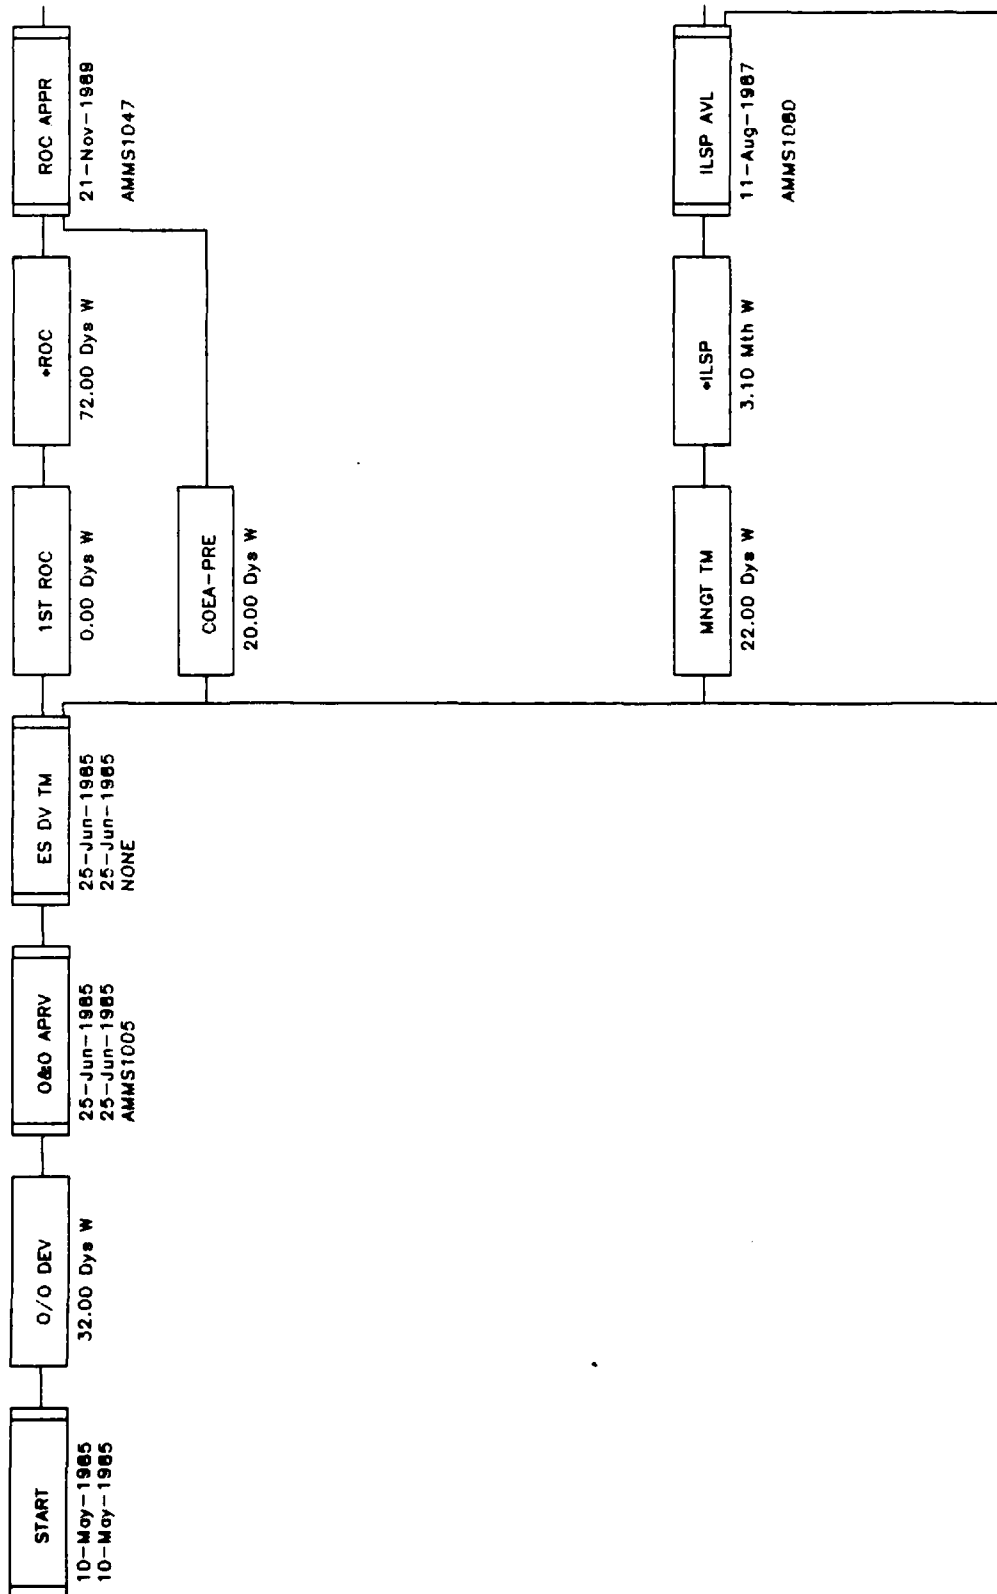 START
10-May-1985
10-May-1985
O/O DEV
32.00 Dys W
O&O APRV
25-Jun-1985
25-Jun-1985
AMMS1005
ES DV TM
25-Jun-1985
25-Jun-1985
NONE
1ST ROC
0.00 Dys W
+ROC
72.00 Dys W
ROC APPR
21-Nov-1989
AMMS1047
COEA-PRE
20.00 Dys W
MNGT TM
22.00 Dys W
+ILSP
3.10 Mth W
ILSP AVL
11-Aug-1987
AMMS1080